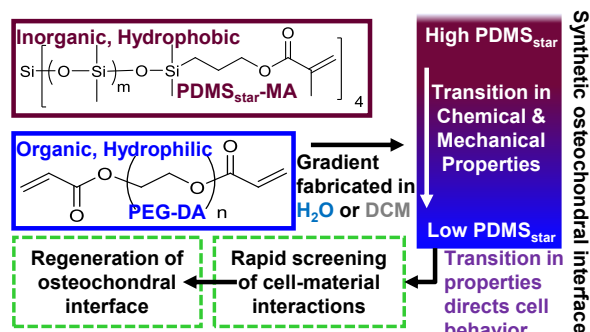 Inorganic, Hydrophobic
Si
O
Si
m
O
Si
O
O
4
PDMSstar-MA
Organic, Hydrophilic
O
O
O
n
O
PEG-DA
Gradient
fabricated in
H2O or DCM
High PDMSstar
Transition in
Chemical &
Mechanical
Properties
Low PDMSstar
Synthetic osteochondral interface
Transition in
properties
directs cell
behavior
Rapid screening
of cell-material
interactions
Regeneration of
osteochondral
interface